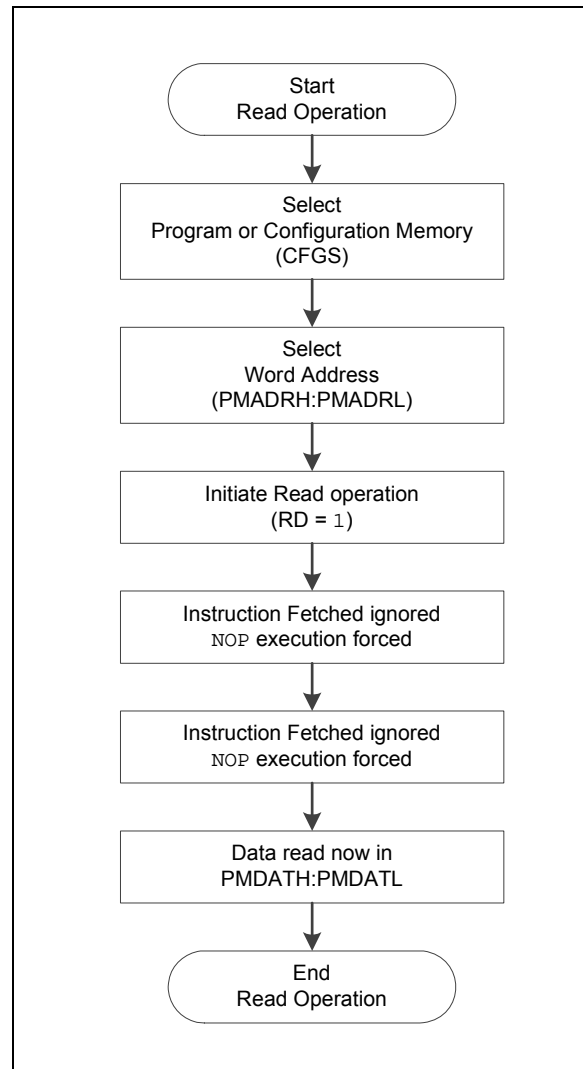 Start
Read Operation
Select
Program or Configuration Memory
(CFGS)
Select
Word Address
(PMADRH:PMADRL)
Initiate Read operation
(RD = 1)
Instruction Fetched ignored
NOP execution forced
Instruction Fetched ignored
NOP execution forced
Data read now in
PMDATH:PMDATL
End
Read Operation